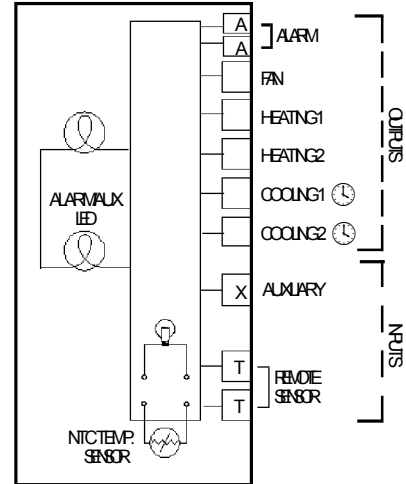 A
A
ALARM
FAN
HEATING1
HEATING2
COOLING1
COOLING2
OUTPUTS
ALARM/AUX.
LED
X
AUXILIARY
INPUTS
T
T
REMOTE
SENSOR
NTC TEMP.
SENSOR